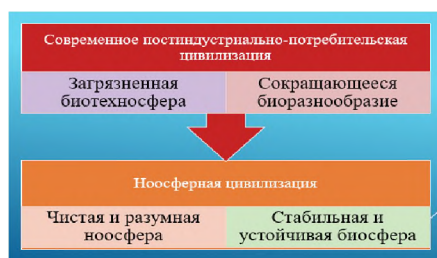 Современное постиндустриально-потребительская
цивилизация
Загрязненная
биотехносфера
Сокращающееся
биоразнообразие
Ноосферная цивилизация
Чистая и разумная
ноосфера
Стабильная и
устойчивая биосфера